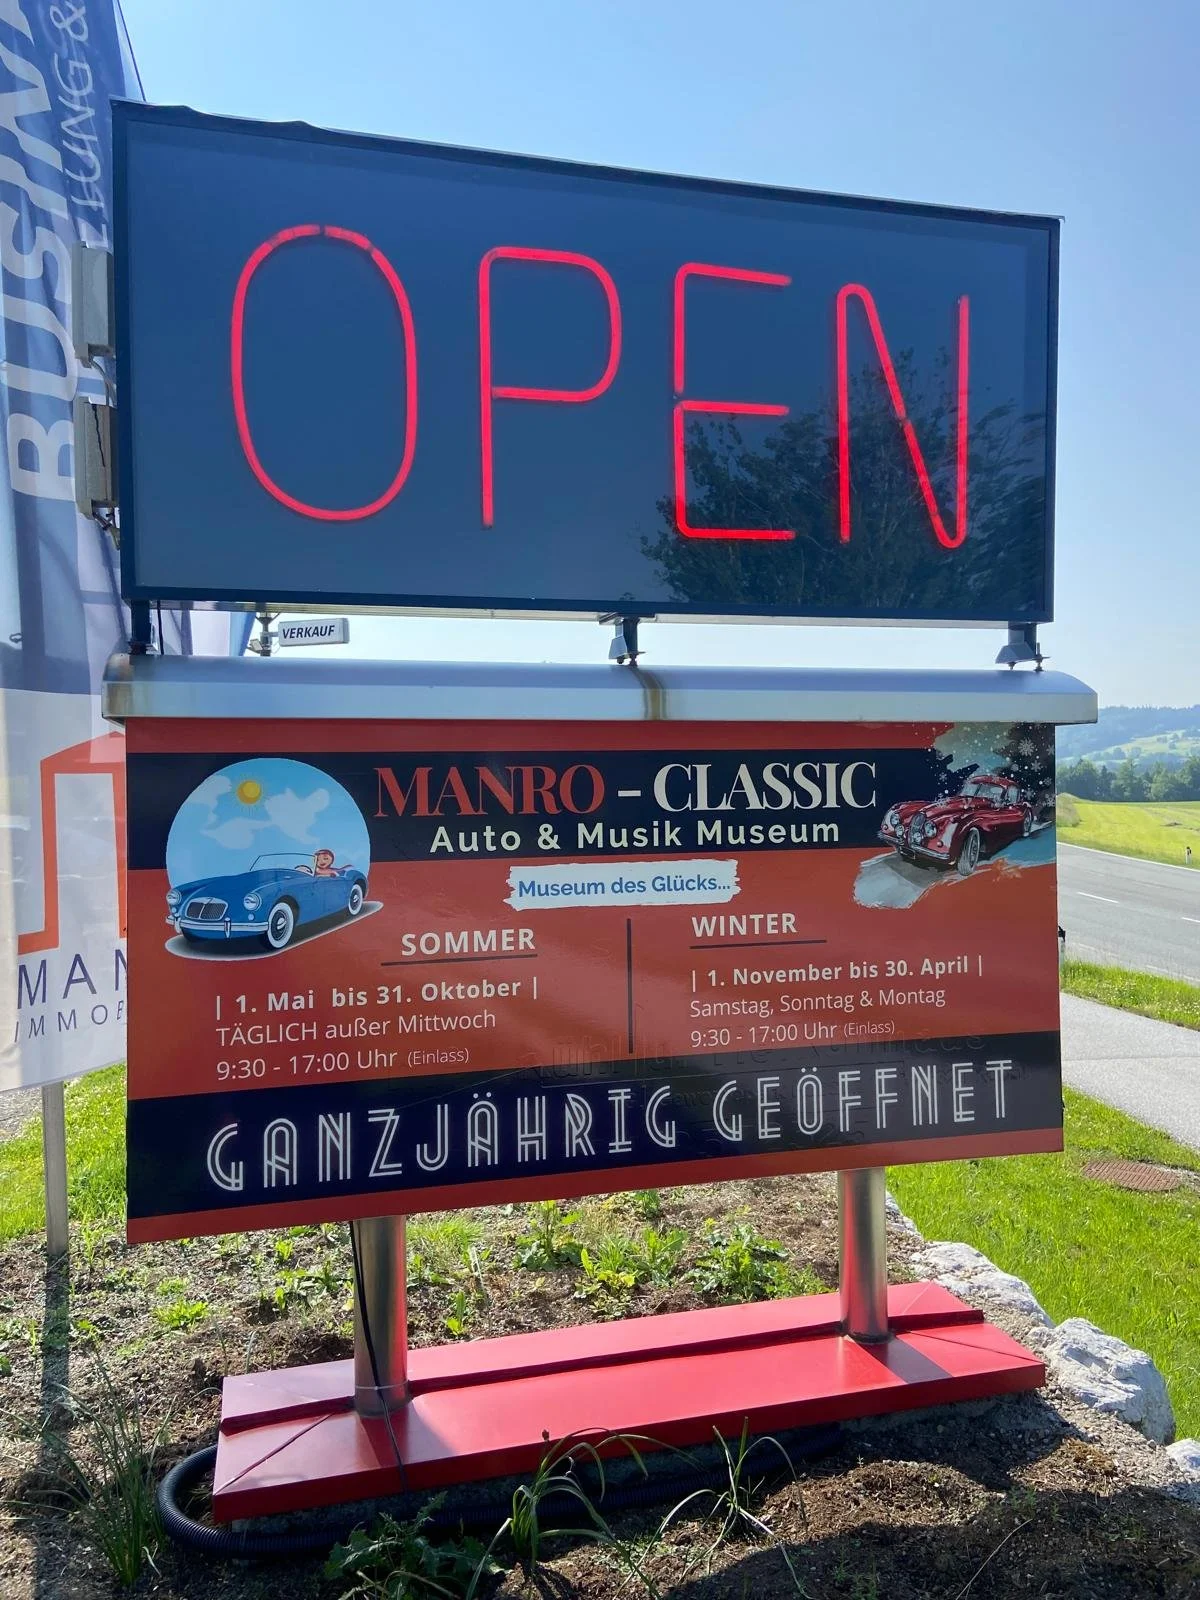 OPEN
VERKAUF
MANRO – CLASSIC
Auto & Musik Museum
Museum des Glücks...
SOMMER
| 1. Mai bis 31. Oktober |
TÄGLICH außer Mittwoch
9:30 - 17:00 Uhr (Einlass)
WINTER
| 1. November bis 30. April |
Samstag, Sonntag & Montag
9:30 - 17:00 Uhr (Einlass)
GANZJÄHRIG GEÖFFNET